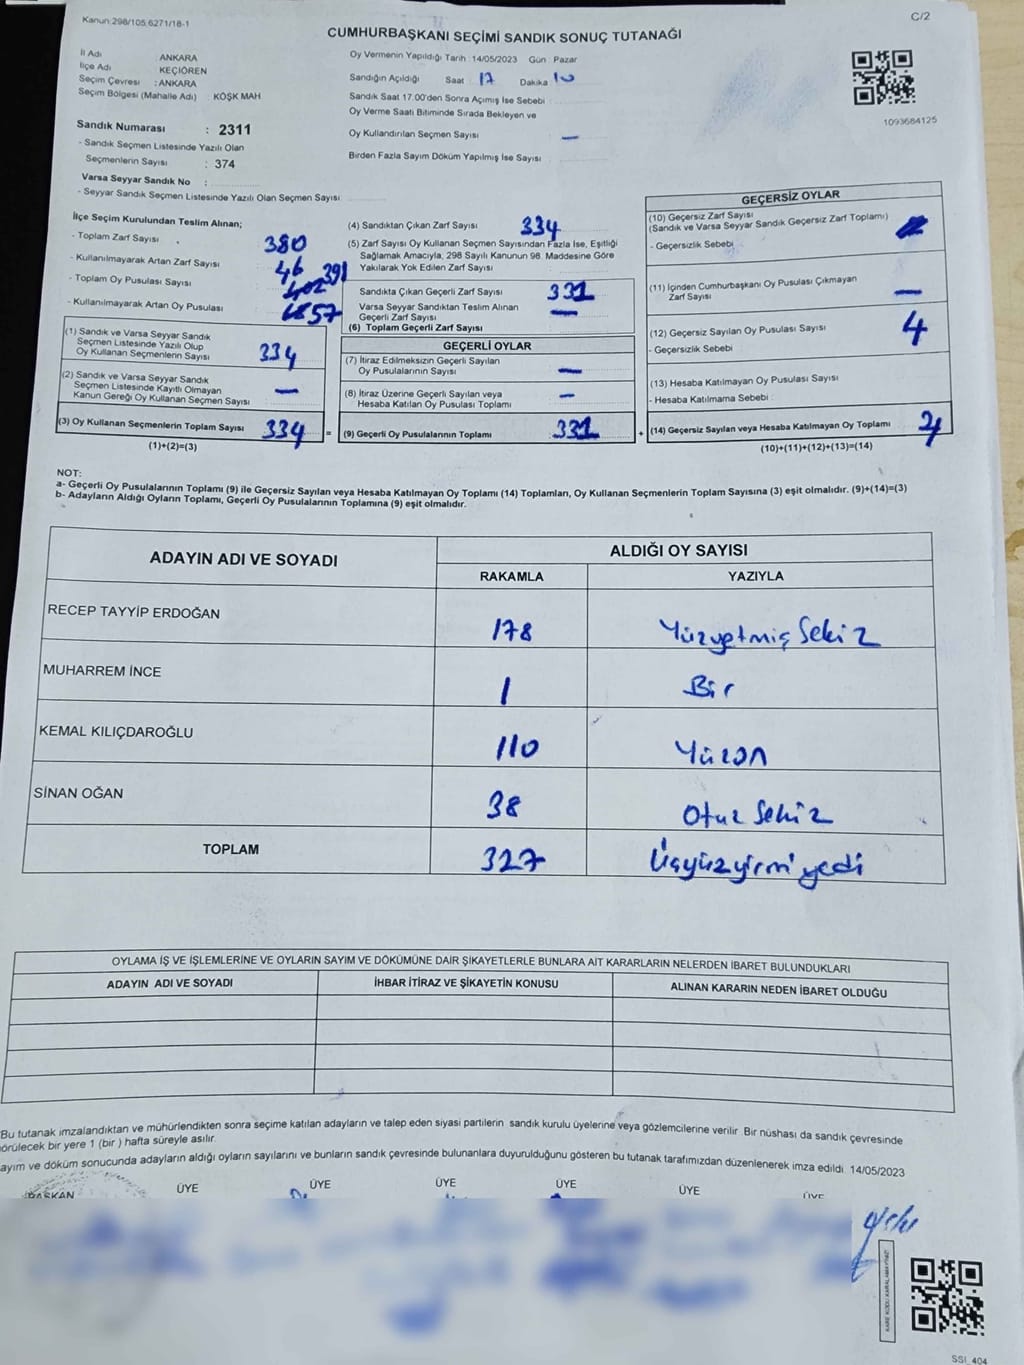 Kanun:298/105,6271/18-1
C/2
CUMHURBAŞKANI SEÇİMİ SANDIK SONUÇ TUTANAĞI
İl Adı : ANKARA
İlçe Adı : KEÇİÖREN
Seçim Çevresi : ANKARA
Seçim Bölgesi (Mahalle Adı) KÖŞK MAH
Sandık Numarası : 2311
- Sandık Seçmen Listesinde Yazılı Olan
Seçmenlerin Sayısı : 374
Varsa Seyyar Sandık No :
- Seyyar Sandık Seçmen Listesinde Yazılı Olan Seçmen Sayısı
Oy Vermenin Yapıldığı Tarih :14/05/2023 Gün Pazar
Sandığın Açıldığı Saat : 17 Dakika 10
Sandık Saat 17.00'den Sonra Açımış İse Sebebi
Oy Verme Saati Bitiminde Sırada Bekleyen ve
Oy Kullandırılan Seçmen Sayısı —
Birden Fazla Sayım Döküm Yapılmış İse Sayısı
1093684125
İlçe Seçim Kurulundan Teslim Alınan;
- Toplam Zarf Sayısı 380
- Kullanılmayarak Artan Zarf Sayısı 46
- Toplam Oy Pusulası Sayısı 391
- Kullanılmayarak Artan Oy Pusulası 57
(1) Sandık ve Varsa Seyyar Sandık
Seçmen Listesinde Yazılı Olup
Oy Kullanan Seçmenlerin Sayısı 334
(2) Sandık ve Varsa Seyyar Sandık
Seçmen Listesinde Kayıtlı Olmayan
Kanun Gereği Oy Kullanan Seçmen Sayısı —
(3) Oy Kullanan Seçmenlerin Toplam Sayısı 334 =
(1)+(2)=(3)
(4) Sandıktan Çıkan Zarf Sayısı 334
(5) Zarf Sayısı Oy Kullanan Seçmen Sayısından Fazla İse, Eşitliği
Sağlamak Amacıyla, 298 Sayılı Kanunun 98. Maddesine Göre
Yakılarak Yok Edilen Zarf Sayısı
Sandıkta Çıkan Geçerli Zarf Sayısı 331
Varsa Seyyar Sandıktan Teslim Alınan
Geçerli Zarf Sayısı —
(6) Toplam Geçerli Zarf Sayısı
GEÇERLİ OYLAR
(7) İtiraz Edilmeksizin Geçerli Sayılan
Oy Pusulalarının Sayısı —
(8) İtiraz Üzerine Geçerli Sayılan veya
Hesaba Katılan Oy Pusulası Toplamı —
(9) Geçerli Oy Pusulalarının Toplamı 331 +
GEÇERSİZ OYLAR
(10) Geçersiz Zarf Sayısı
(Sandık ve Varsa Seyyar Sandık Geçersiz Zarf Toplamı)
- Geçersizlik Sebebi
(11) İçinden Cumhurbaşkanı Oy Pusulası Çıkmayan
Zarf Sayısı —
(12) Geçersiz Sayılan Oy Pusulası Sayısı 4
- Geçersizlik Sebebi
(13) Hesaba Katılmayan Oy Pusulası Sayısı
- Hesaba Katılmama Sebebi :
(14) Geçersiz Sayılan veya Hesaba Katılmayan Oy Toplamı
(10)+(11)+(12)+(13)=(14)
NOT:
a- Geçerli Oy Pusulasının Toplamı (9) ile Geçersiz Sayılan veya Hesaba Katılmayan Oy Toplamı (14) Toplamları, Oy Kullanan Seçmenlerin Toplam Sayısına (3) eşit olmalıdır. (9)+(14)=(3)
b- Adayların Aldığı Oyların Toplamı, Geçerli Oy Pusulalarının Toplamına (9) eşit olmalıdır.
ADAYIN ADI VE SOYADI ALDIĞI OY SAYISI
RAKAMLA YAZIYLA
RECEP TAYYİP ERDOĞAN 178 Yüzyetmiş Sekiz
MUHARREM İNCE 1 Bir
KEMAL KILIÇDAROĞLU 110 Yüzon
SİNAN OĞAN 38 Otuz Sekiz
TOPLAM 327 Üçyüzyirmi yedi
OYLAMA İŞ VE İŞLEMLERİNE VE OYLARIN SAYIM VE DÖKÜMÜNE DAİR ŞİKAYETLERLE BUNLARA AİT KARARLARIN NELERDEN İBARET BULUNDUKLARI
ADAYIN ADI VE SOYADI İHBAR İTİRAZ VE ŞİKAYETİN KONUSU ALINAN KARARIN NEDEN İBARET OLDUĞU
Bu tutanak imzalandıktan ve mühürlendikten sonra seçime katılan adayların ve talep eden siyasi partilerin sandık kurulu üyelerine veya gözlemcilerine verilir. Bir nüshası da sandık çevresinde
örülecek bir yere 1 (bir ) hafta süreyle asılır.
ayım ve döküm sonucunda adayların aldığı oyların sayılarını ve bunların sandık çevresinde bulunanlara duyurulduğunu gösteren bu tutanak tarafımızdan düzenlenerek imza edildi. 14/05/2023
BAŞKAN ÜYE ÜYE ÜYE ÜYE ÜYE ÜYE
KARE KODU KARALAMAYINIZ!
SSI_404